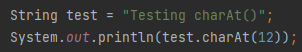 String test = "Testing charAt()";
System.out.println(test.charAt(12));